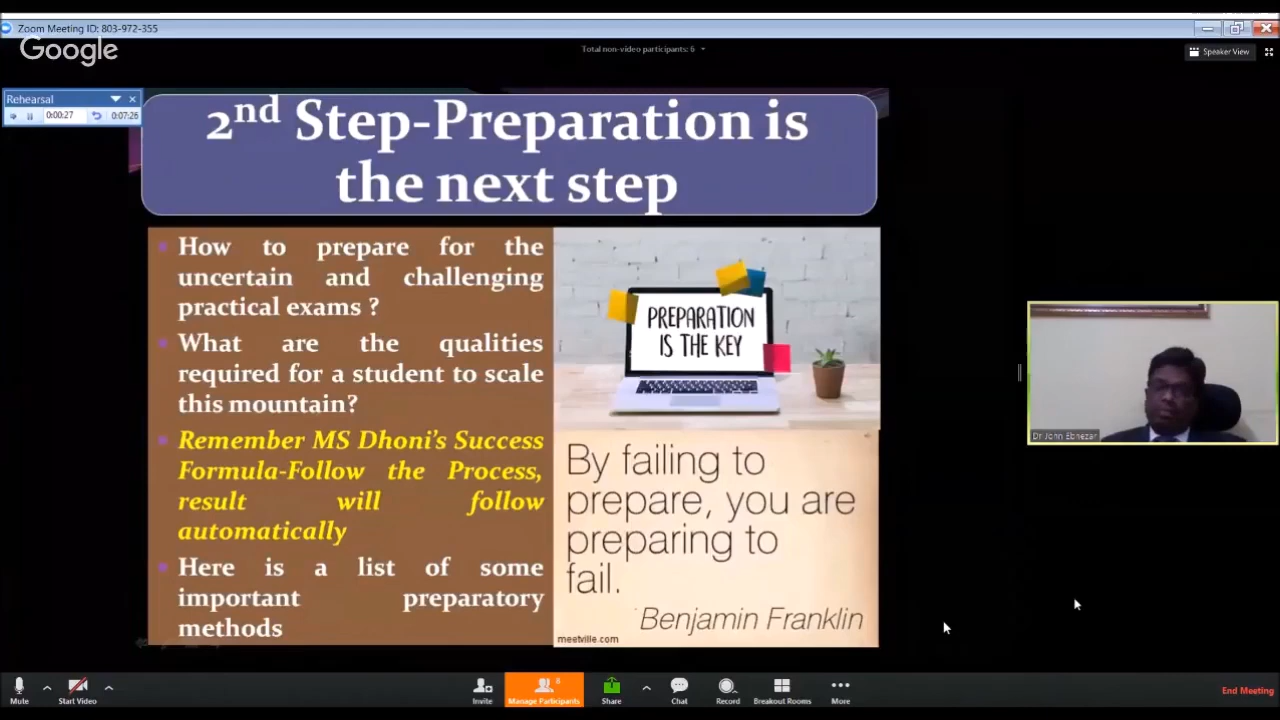 Zoom Meeting ID: 803-972-355
Google
Total non-video participants: 6
Speaker View
Rehearsal
0:00:27
0:07:26
2nd Step-Preparation is
the next step
How to prepare for the
uncertain and challenging
practical exams ?
What are the qualities
required for a student to scale
this mountain?
Remember MS Dhoni's Success
Formula-Follow the Process,
result will follow
automatically
Here is a list of some
important preparatory
methods
PREPARATION
IS THE KEY
By failing to
prepare, you are
preparing to
fail.
Benjamin Franklin
meetville.com
Dr John Ebnezar
Mute
Start Video
Invite
8
Manage Participants
Share
Chat
Record
Breakout Rooms
More
End Meeting